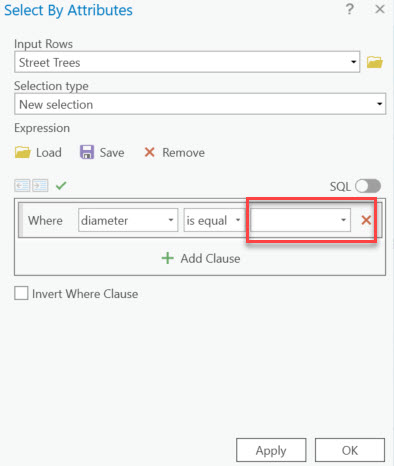 Select By Attributes ? ×
Input Rows
Street Trees
Selection type
New selection
Expression
Load Save Remove
SQL
Where diameter is equal
Add Clause
Invert Where Clause
Apply OK